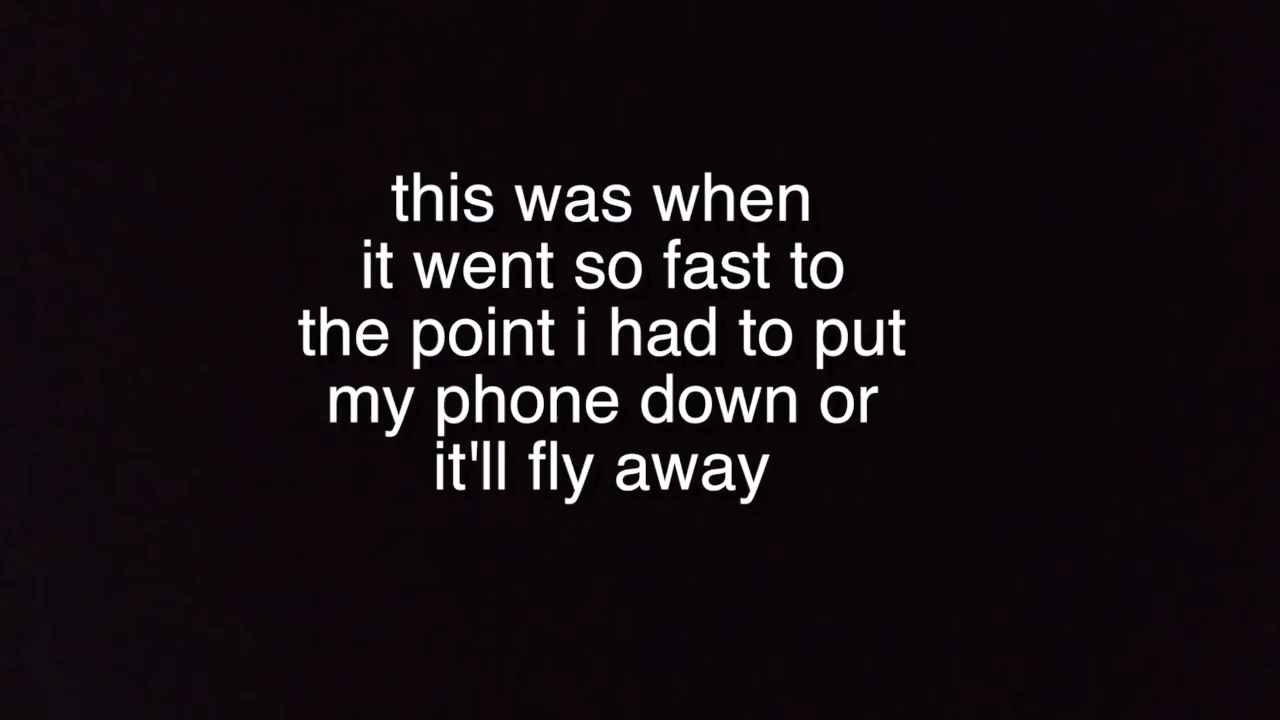 this was when
it went so fast to
the point i had to put
my phone down or
it'll fly away